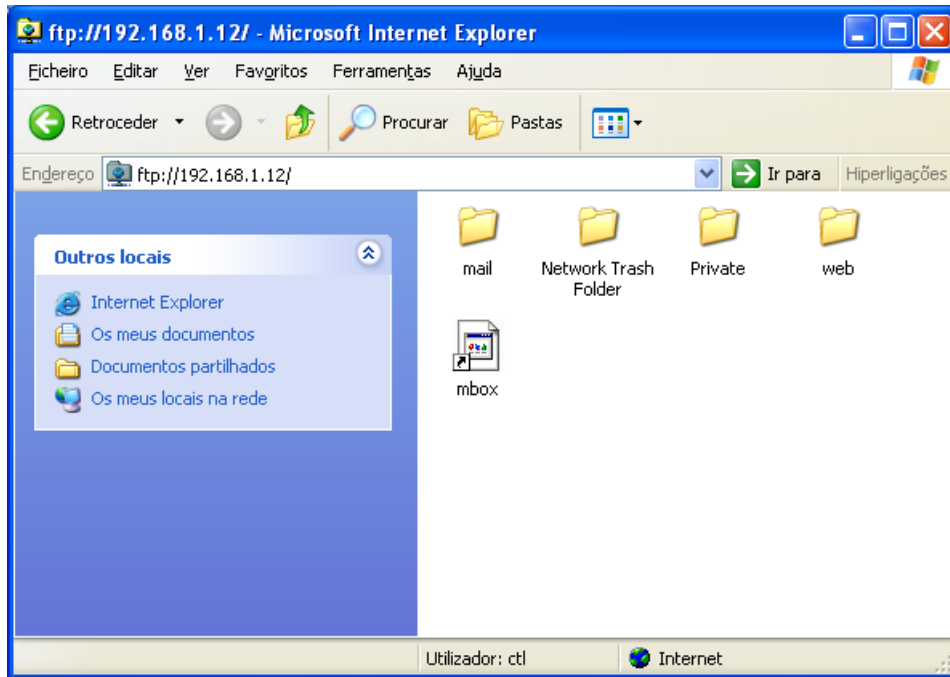 ftp://192.168.1.12/ - Microsoft Internet Explorer
Ficheiro Editar Ver Favoritos Ferramentas Ajuda
Retroceder Procurar Pastas
Endereço ftp://192.168.1.12/ Ir para Hiperligações
Outros locais
Internet Explorer
Os meus documentos
Documentos partilhados
Os meus locais na rede
mail
Network Trash
Folder
Private
web
mbox
Utilizador: ctl Internet